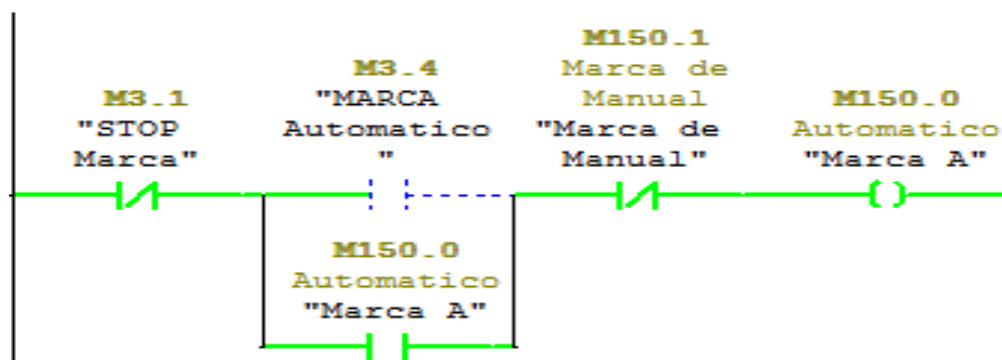 M3.1
"STOP
Marca"
M3.4
"MARCA
Automatico
"
M150.1
Marca de
Manual
"Marca de
Manual"
M150.0
Automatico
"Marca A"
M150.0
Automatico
"Marca A"